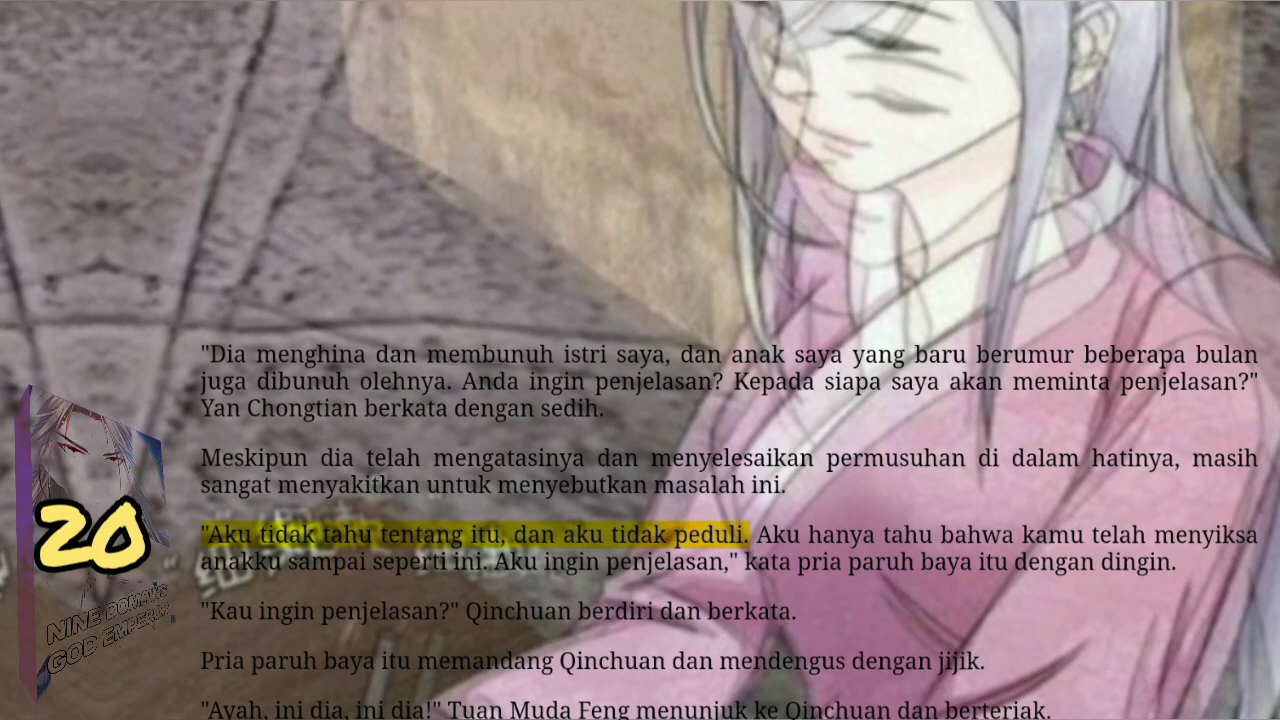 "Dia menghina dan membunuh istri saya, dan anak saya yang baru berumur beberapa bulan
juga dibunuh olehnya. Anda ingin penjelasan? Kepada siapa saya akan meminta penjelasan?"
Yan Chongtian berkata dengan sedih.
Meskipun dia telah mengatasinya dan menyelesaikan permusuhan di dalam hatinya, masih
sangat menyakitkan untuk menyebutkan masalah ini.
"Aku tidak tahu tentang itu, dan aku tidak peduli. Aku hanya tahu bahwa kamu telah menyiksa
anakku sampai seperti ini. Aku ingin penjelasan," kata pria paruh baya itu dengan dingin.
"Kau ingin penjelasan?" Qinchuan berdiri dan berkata.
Pria paruh baya itu memandang Qinchuan dan mendengus dengan jijik.
"Ayah, ini dia, ini dia!" Tuan Muda Feng menunjuk ke Qinchuan dan berteriak.
20
NINE DOMAINS
GOD EMPEROR